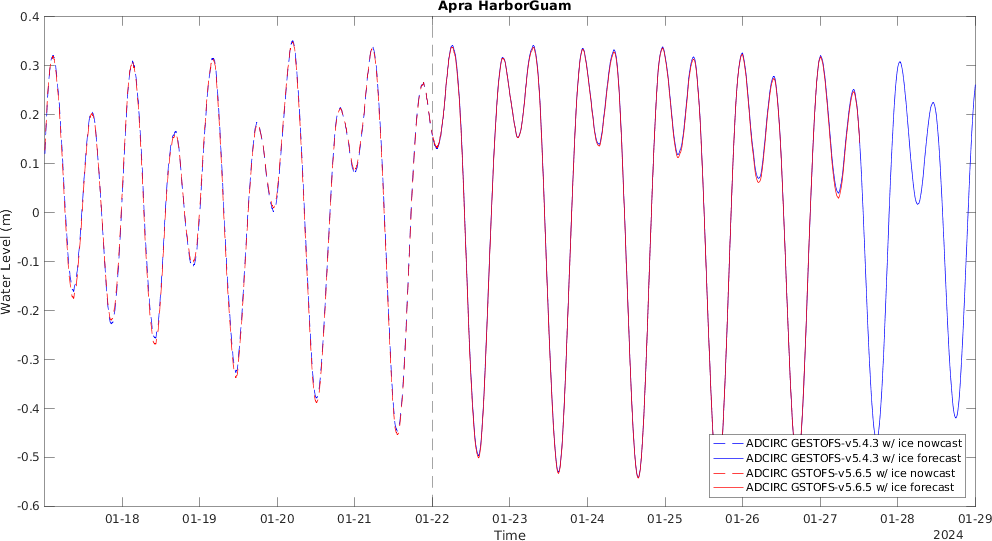 Apra HarborGuam
0.4
0.3
0.2
0.1
0
-0.1
-0.2
-0.3
-0.4
-0.5
-0.6
Water Level (m)
ADCIRC GESTOFS-v5.4.3 w/ ice nowcast
ADCIRC GESTOFS-v5.4.3 w/ ice forecast
ADCIRC GSTOFS-v5.6.5 w/ ice nowcast
ADCIRC GSTOFS-v5.6.5 w/ ice forecast
01-18 01-19 01-20 01-21 01-22 01-23 01-24 01-25 01-26 01-27 01-28 01-29
Time
2024